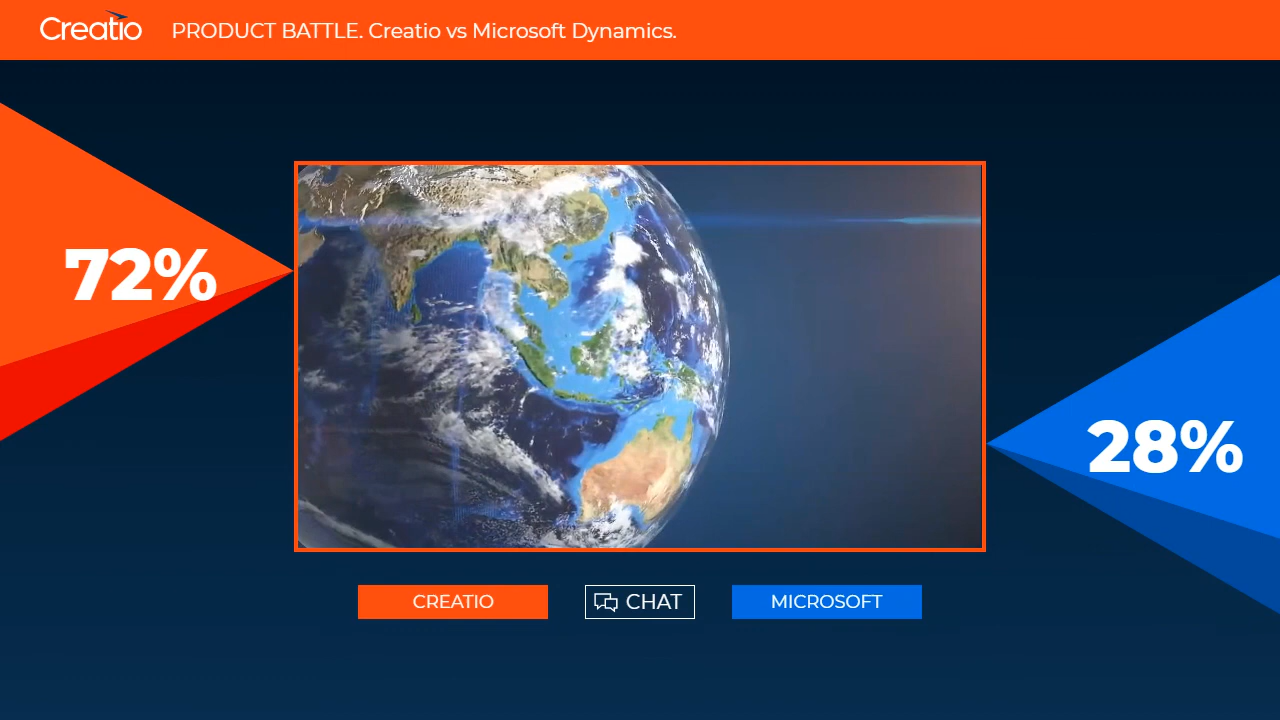 Creatio
PRODUCT BATTLE. Creatio vs Microsoft Dynamics.
72%
28%
CREATIO
CHAT
MICROSOFT